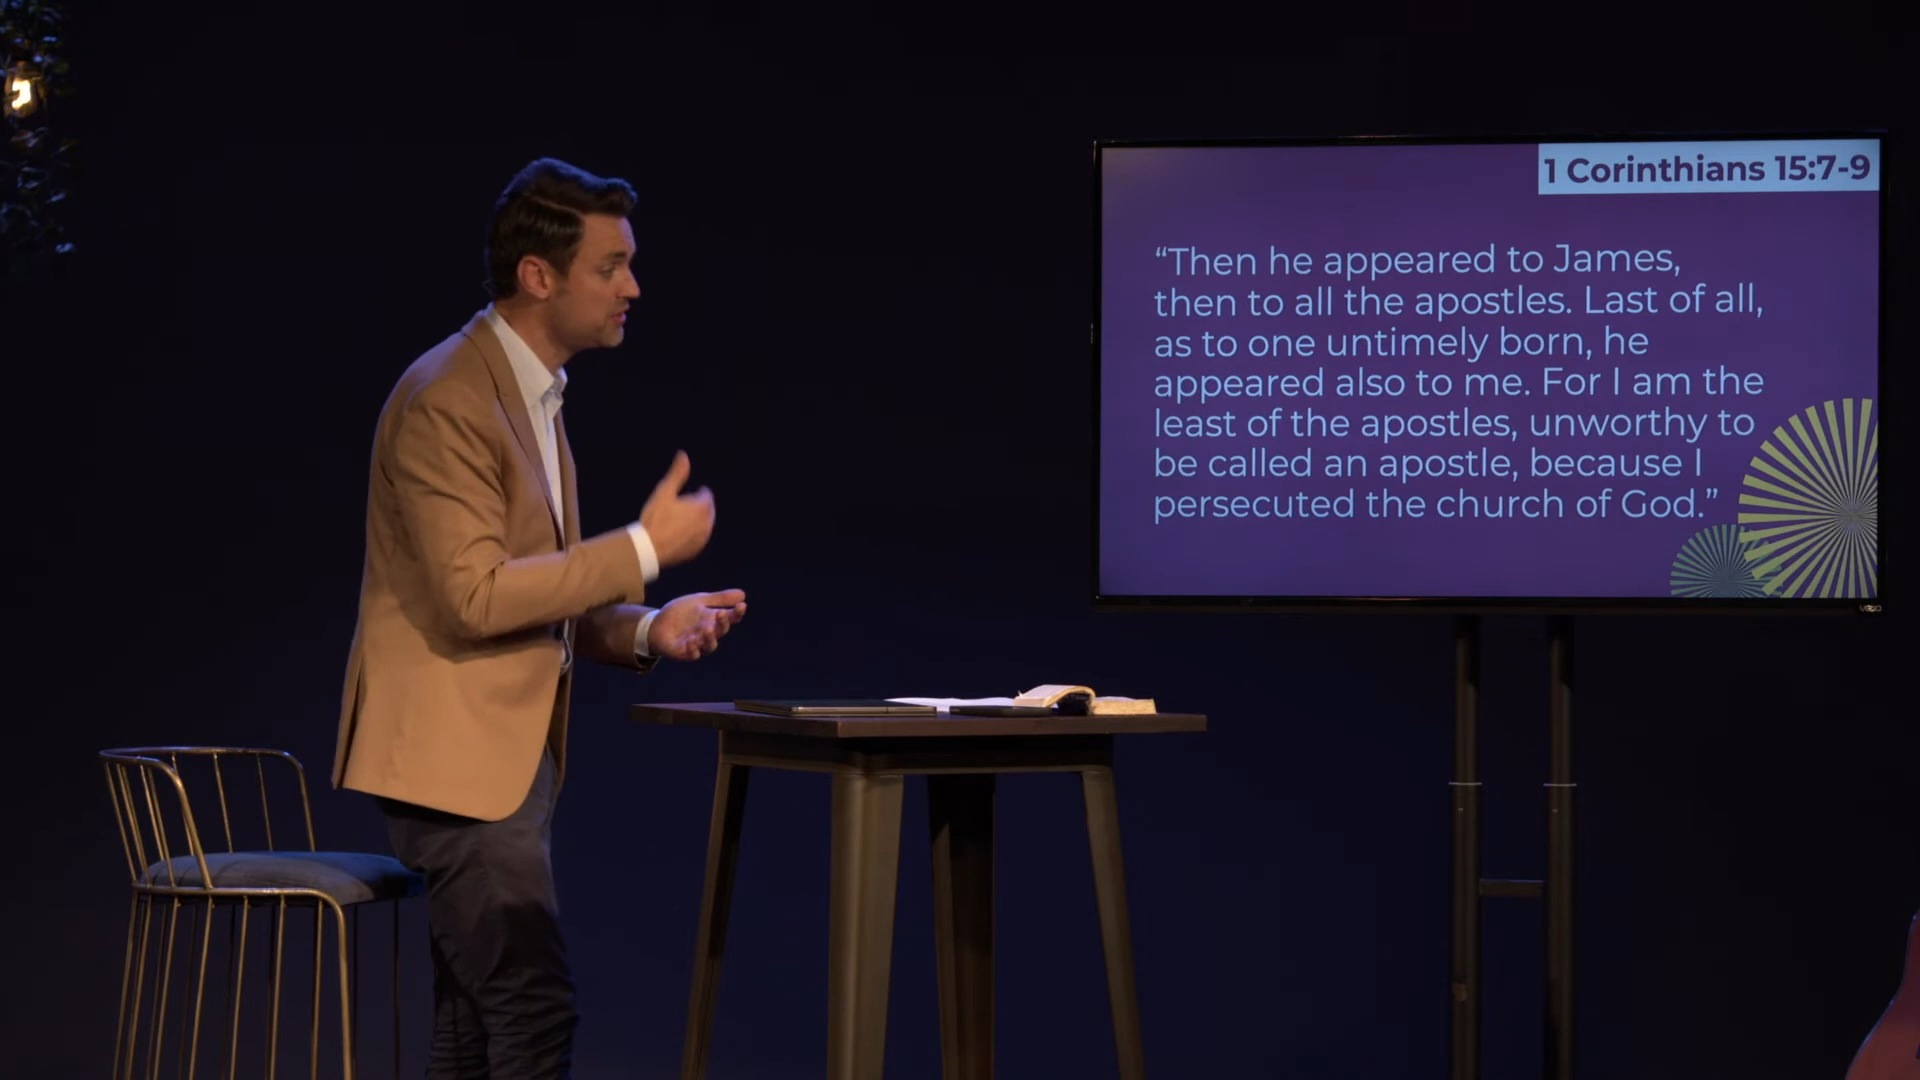 1 Corinthians 15:7-9
“Then he appeared to James,
then to all the apostles. Last of all,
as to one untimely born, he
appeared also to me. For I am the
least of the apostles, unworthy to
be called an apostle, because I
persecuted the church of God.”
VIZIO